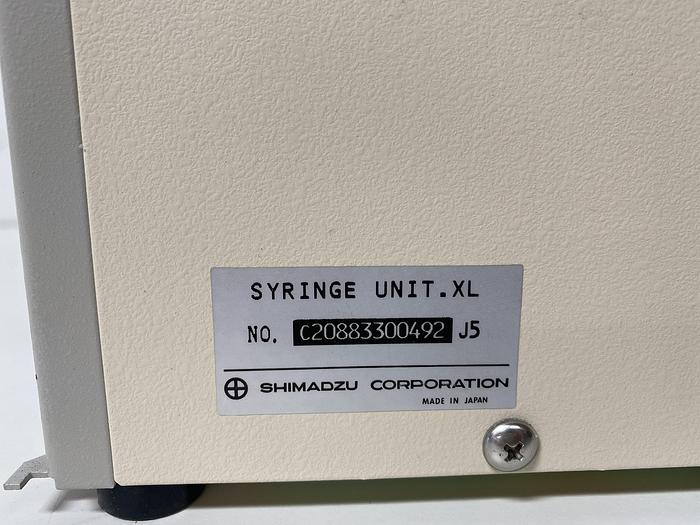 SYRINGE UNIT.XL
NO. C20883300492 J5
SHIMADZU CORPORATION
MADE IN JAPAN